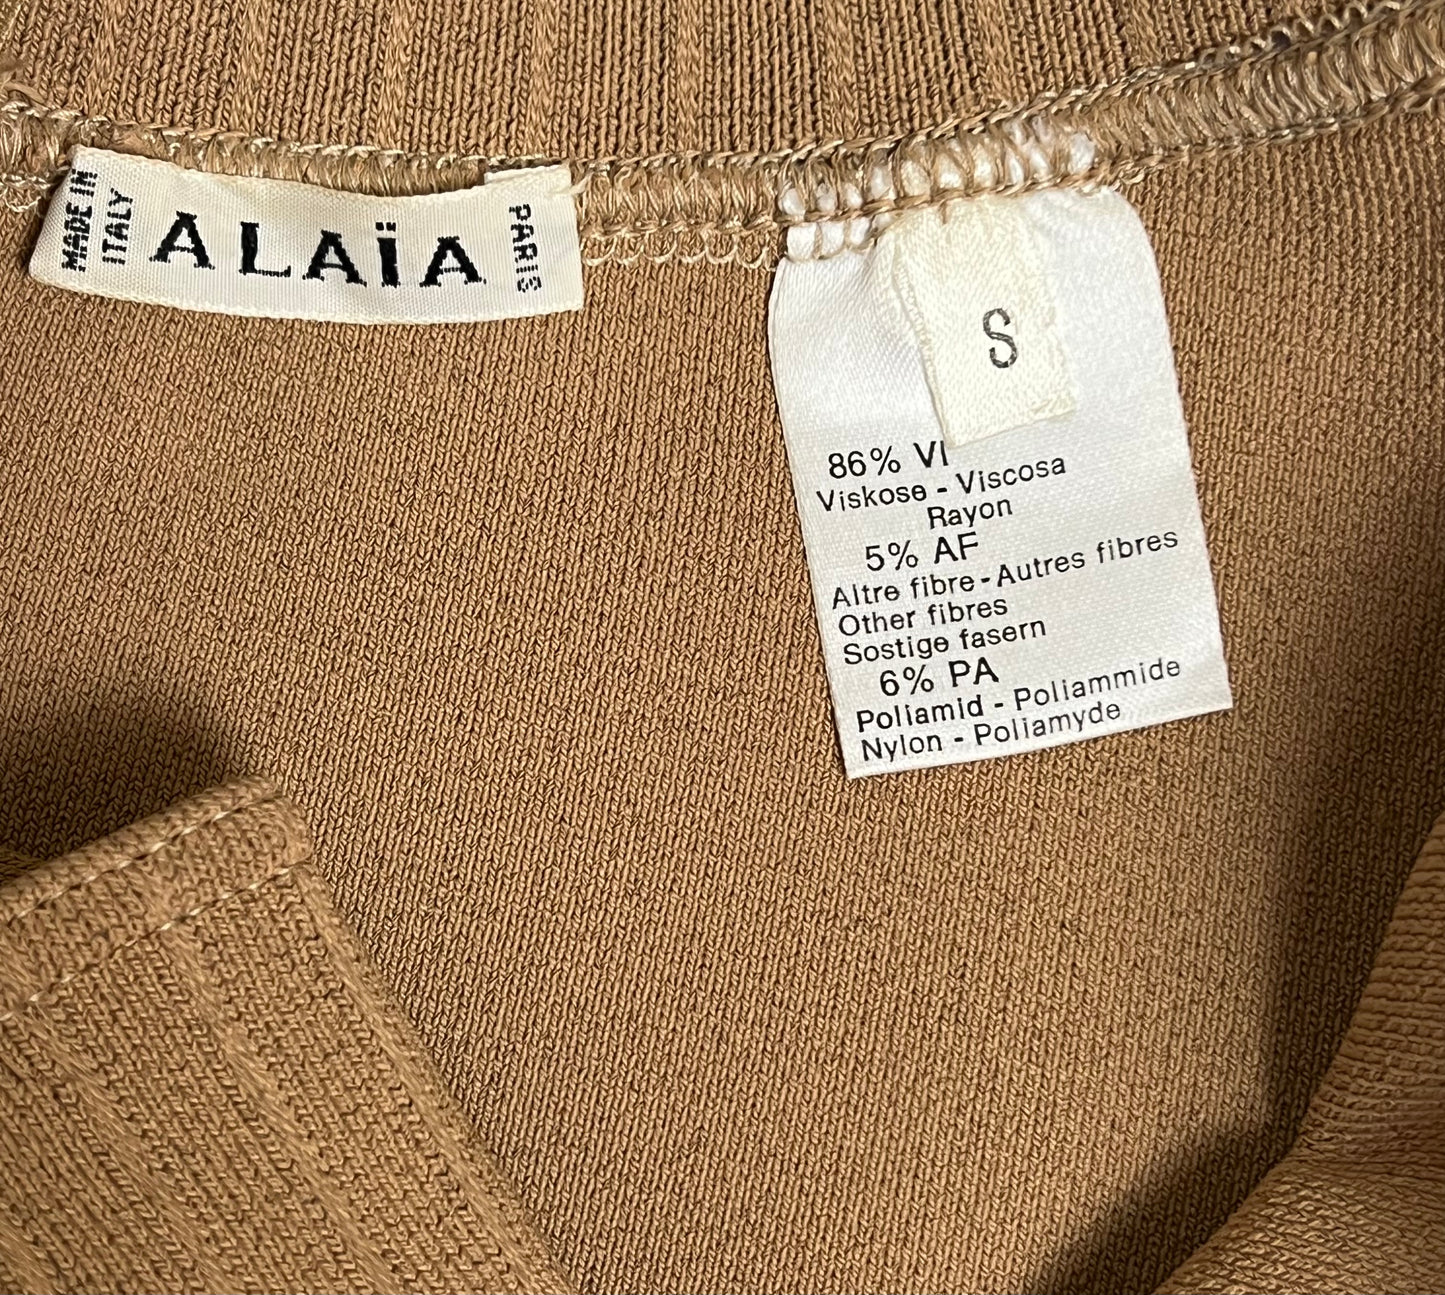 MADE IN
ITALY
ALAÏA
PARIS
S
86% VI
Viskose - Viscosa
Rayon
5% AF
Altre fibre - Autres fibres
Other fibres
Sostige fasern
6% PA
Poliamid - Poliammide
Nylon - Poliamyde